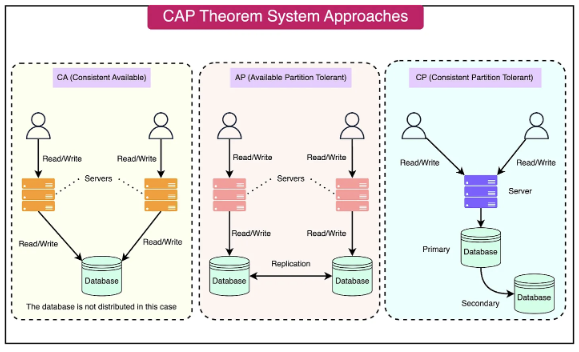 CAP Theorem System Approaches
CA (Consistent Available)
Read/Write
Read/Write
Servers
Read/Write
Read/Write
Database
The database is not distributed in this case
AP (Available Partition Tolerant)
Read/Write
Read/Write
Servers
Read/Write
Read/Write
Replication
Database
Database
CP (Consistent Partition Tolerant)
Read/Write
Read/Write
Server
Primary
Database
Secondary
Database